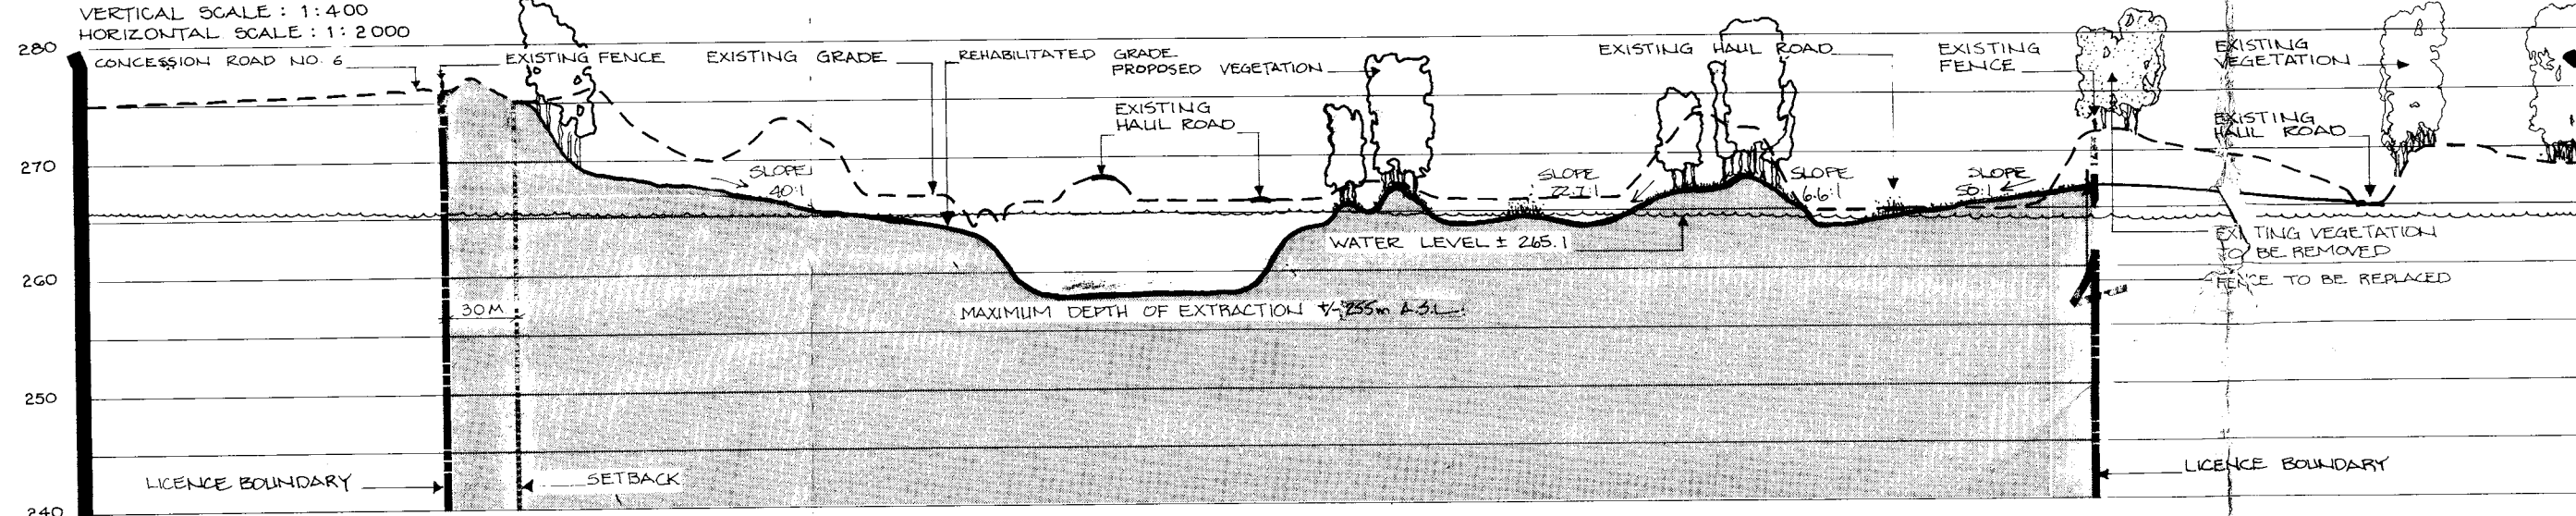 VERTICAL SCALE : 1:400
HORIZONTAL SCALE : 1:2000
280
CONCESSION ROAD NO. 6
EXISTING FENCE
EXISTING GRADE
REHABILITATED GRADE
PROPOSED VEGETATION
EXISTING HAUL ROAD
EXISTING
FENCE
EXISTING
VEGETATION
EXISTING
HAUL ROAD
EXISTING
HAUL ROAD
270
SLOPE
40:1
SLOPE
SLOPE
6.6:1
SLOPE
50:1
WATER LEVEL ± 265.1
EXI TING VEGETATION
TO BE REMOVED
FENCE TO BE REPLACED
260
30M
MAXIMUM DEPTH OF EXTRACTION +/- 255m A.S.L.
250
LICENCE BOUNDARY
SETBACK
LICENCE BOUNDARY
240